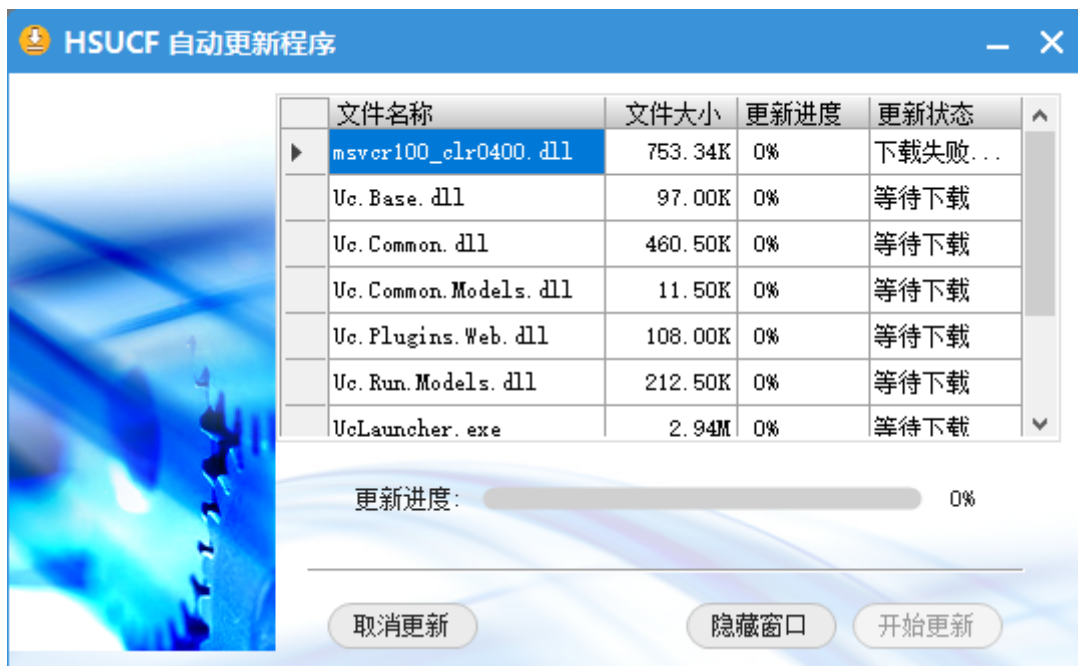 HSUCF 自动更新程序
文件名称 文件大小 更新进度 更新状态
msvcr100_clr0400.dll 753.34K 0% 下载失败...
Uc.Base.dll 97.00K 0% 等待下载
Uc.Common.dll 460.50K 0% 等待下载
Uc.Common.Models.dll 11.50K 0% 等待下载
Uc.Plugins.Web.dll 108.00K 0% 等待下载
Uc.Run.Models.dll 212.50K 0% 等待下载
UcLauncher.exe 2.94M 0% 等待下载
更新进度: 0%
取消更新 隐藏窗口 开始更新